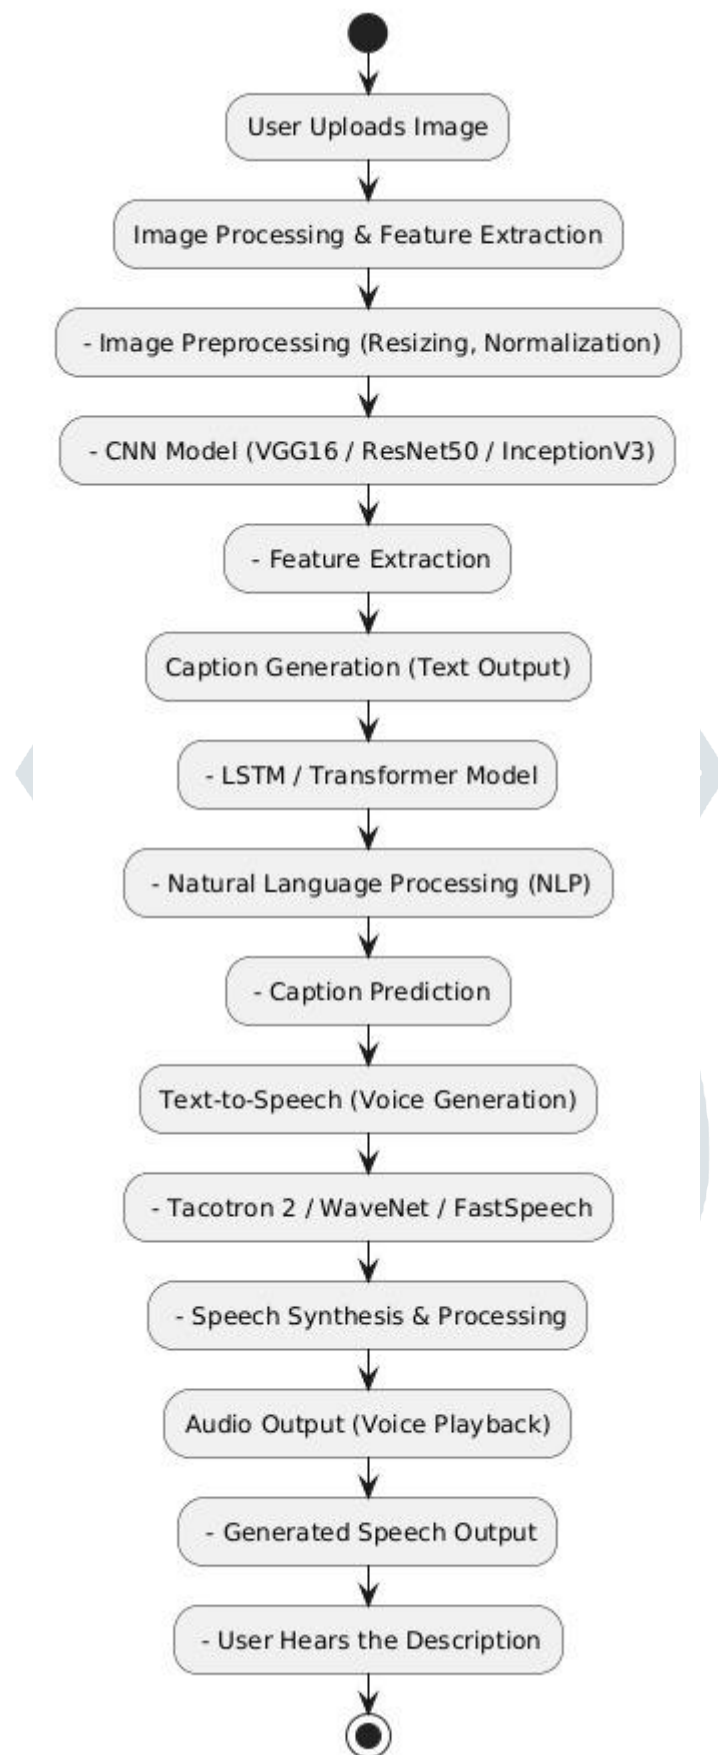 User Uploads Image
Image Processing & Feature Extraction
- Image Preprocessing (Resizing, Normalization)
- CNN Model (VGG16 / ResNet50 / InceptionV3)
- Feature Extraction
Caption Generation (Text Output)
- LSTM / Transformer Model
- Natural Language Processing (NLP)
- Caption Prediction
Text-to-Speech (Voice Generation)
- Tacotron 2 / WaveNet / FastSpeech
- Speech Synthesis & Processing
Audio Output (Voice Playback)
- Generated Speech Output
- User Hears the Description